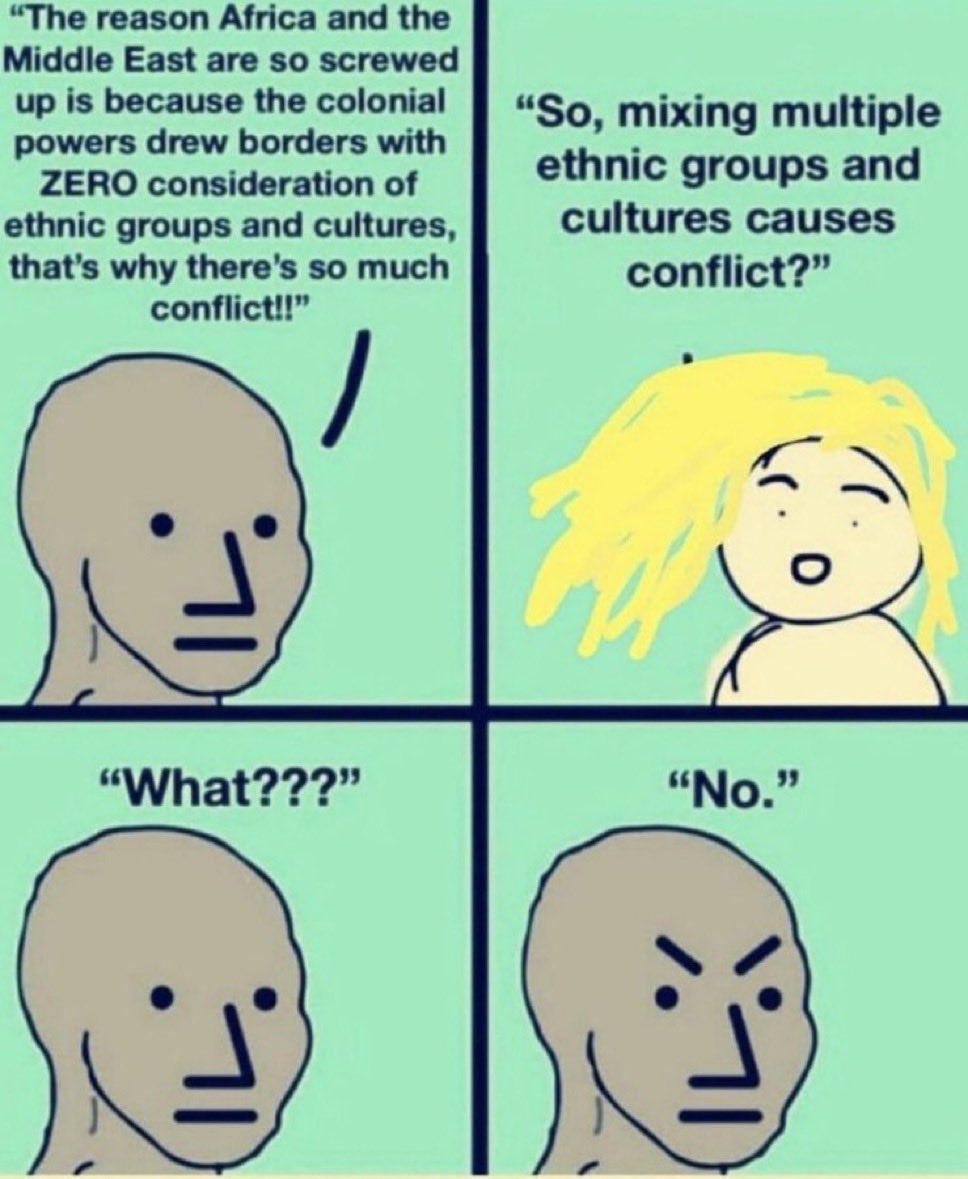 “The reason Africa and the
Middle East are so screwed
up is because the colonial
powers drew borders with
ZERO consideration of
ethnic groups and cultures,
that’s why there’s so much
conflict!!”
“So, mixing multiple
ethnic groups and
cultures causes
conflict?”
“What???”
“No.”